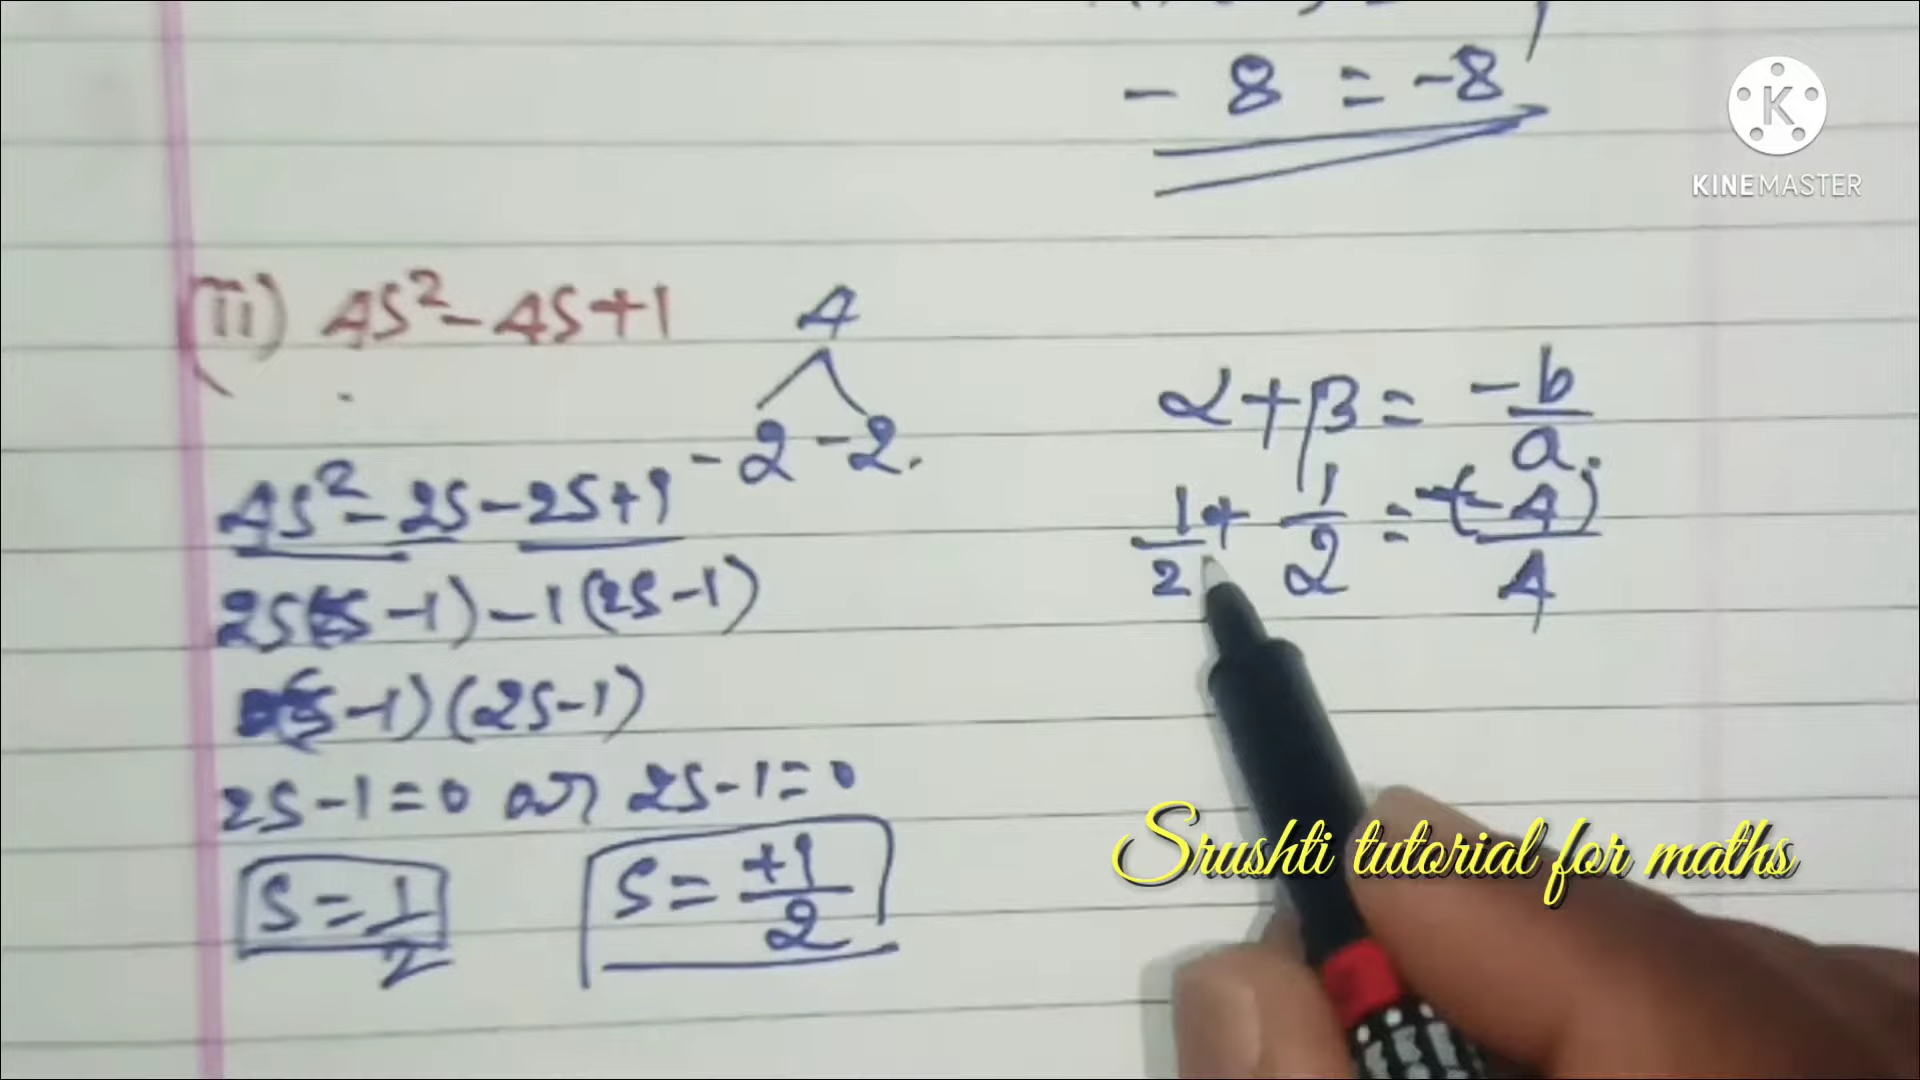 - 8 = -8
KINEMASTER
(ii) 4S² - 4S + 1
4
- 2 - 2.
4S² - 2S - 2S + 1
2S(2S - 1) - 1(2S - 1)
(S - 1)(2S - 1)
2S - 1 = 0 or 2S - 1 = 0
S = 1/2 S = +1/2
α + β = -b/a.
1/2 + 1/2 = -(-4)/4
Srushti tutorial for maths